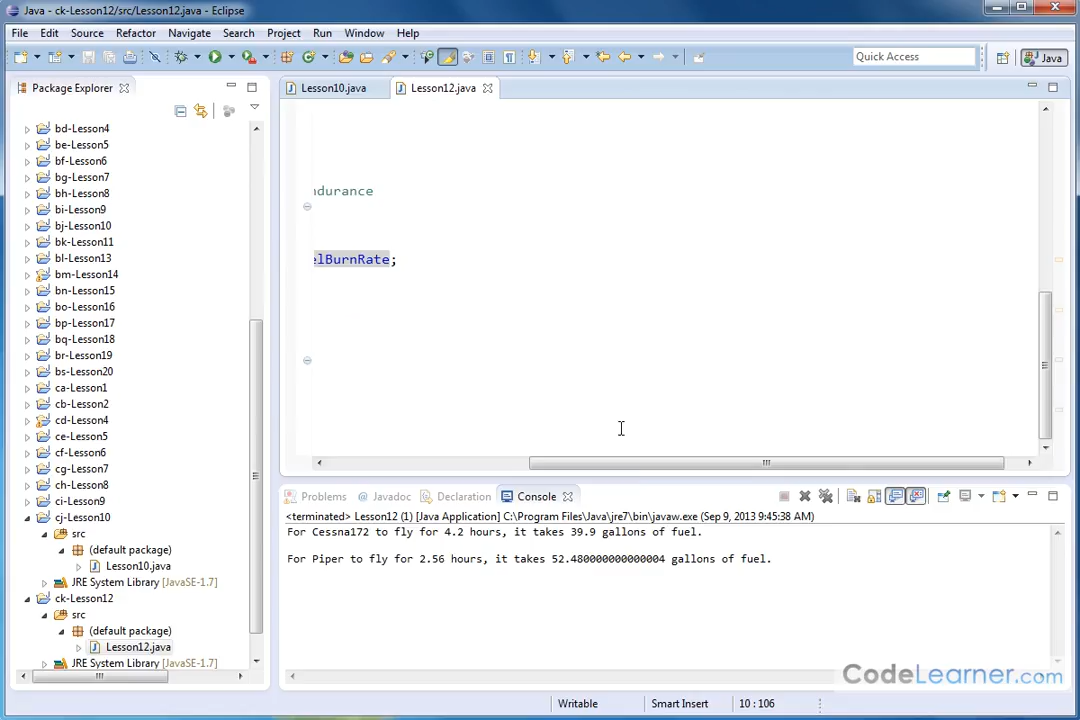 Java - ck-Lesson12/src/Lesson12.java - Eclipse
File Edit Source Refactor Navigate Search Project Run Window Help
Quick Access
Java
Package Explorer
Lesson10.java
Lesson12.java
bd-Lesson4
be-Lesson5
bf-Lesson6
bg-Lesson7
bh-Lesson8
bi-Lesson9
bj-Lesson10
bk-Lesson11
bl-Lesson13
bm-Lesson14
bn-Lesson15
bo-Lesson16
bp-Lesson17
bq-Lesson18
br-Lesson19
bs-Lesson20
ca-Lesson1
cb-Lesson2
cd-Lesson4
ce-Lesson5
cf-Lesson6
cg-Lesson7
ch-Lesson8
ci-Lesson9
cj-Lesson10
src
(default package)
Lesson10.java
JRE System Library [JavaSE-1.7]
ck-Lesson12
src
(default package)
Lesson12.java
JRE System Library [JavaSE-1.7]
ndurance
elBurnRate;
Problems @ Javadoc Declaration Console
<terminated> Lesson12 (1) [Java Application] C:\Program Files\Java\jre7\bin\javaw.exe (Sep 9, 2013 9:45:38 AM)
For Cessna172 to fly for 4.2 hours, it takes 39.9 gallons of fuel.
For Piper to fly for 2.56 hours, it takes 52.480000000000004 gallons of fuel.
CodeLearner.com
Writable Smart Insert 10 : 106